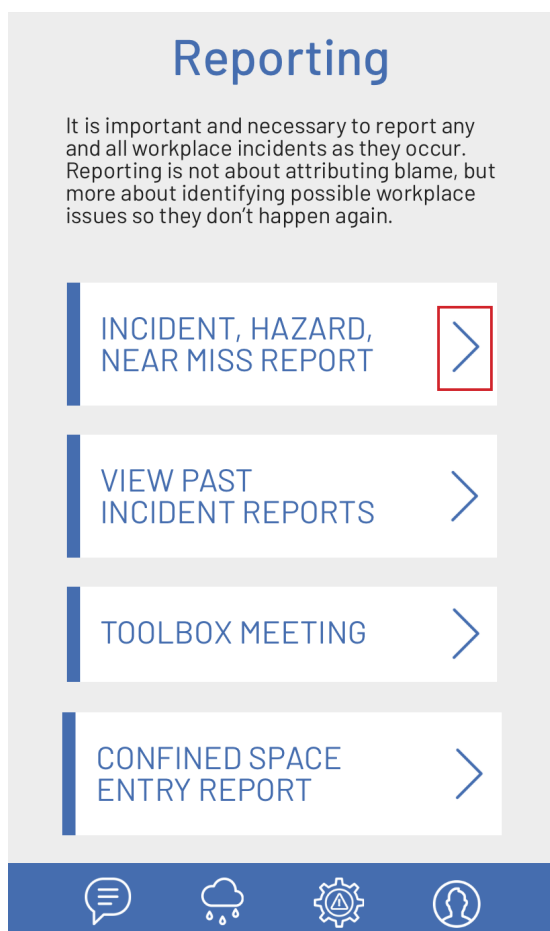 Reporting
It is important and necessary to report any
and all workplace incidents as they occur.
Reporting is not about attributing blame, but
more about identifying possible workplace
issues so they don't happen again.
INCIDENT, HAZARD,
NEAR MISS REPORT
VIEW PAST
INCIDENT REPORTS
TOOLBOX MEETING
CONFINED SPACE
ENTRY REPORT